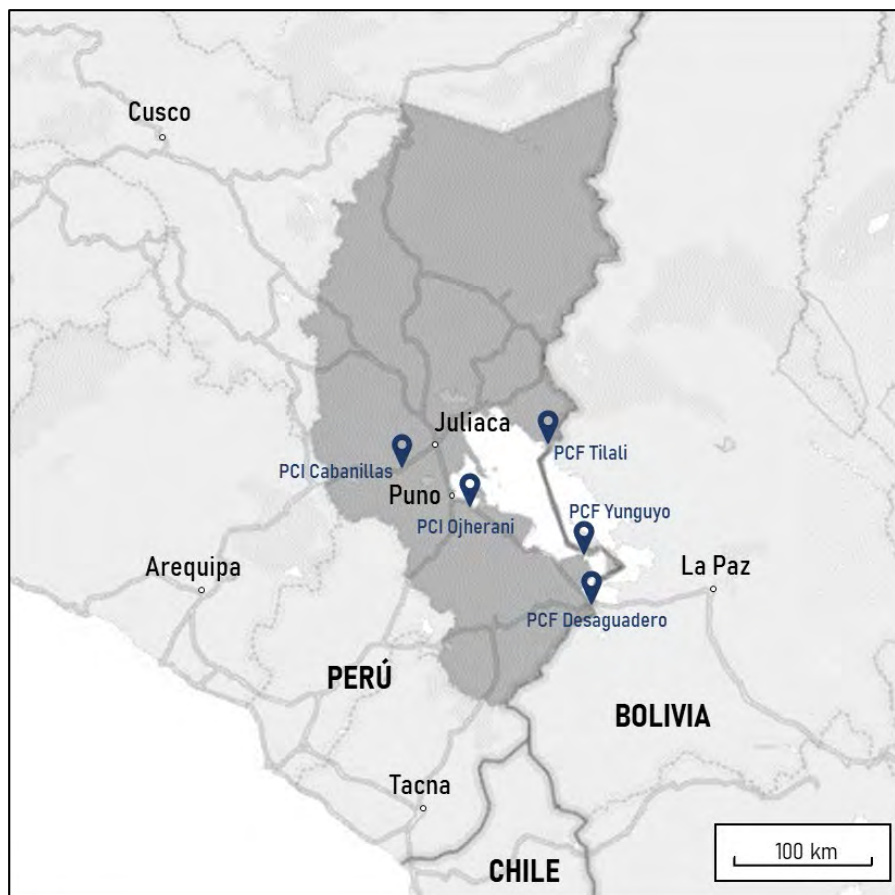 Cusco
Juliaca
PCI Cabanillas
PCF Tilali
Puno
PCI Ojherani
PCF Yunguyo
Arequipa
La Paz
PCF Desaguadero
PERÚ
BOLIVIA
Tacna
100 km
CHILE